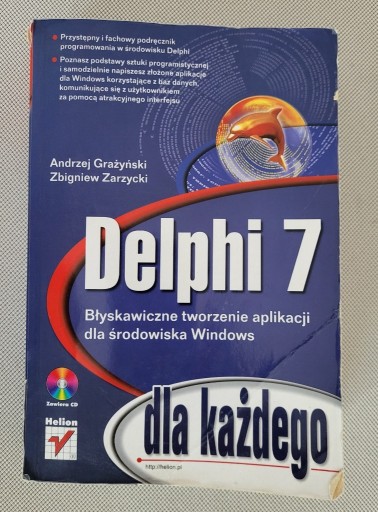 Przystępny i fachowy podręcznik
programowania w środowisku Delphi
Poznasz podstawy sztuki programistycznej
i samodzielnie napiszesz złożone aplikacje
dla Windows korzystające z baz danych,
komunikujące się z użytkownikiem
za pomocą atrakcyjnego interfejsu
Andrzej Grażyński
Zbigniew Zarzycki
Delphi 7
Błyskawiczne tworzenie aplikacji
dla środowiska Windows
Zawiera CD
Helion
dla każdego
http://helion.pl